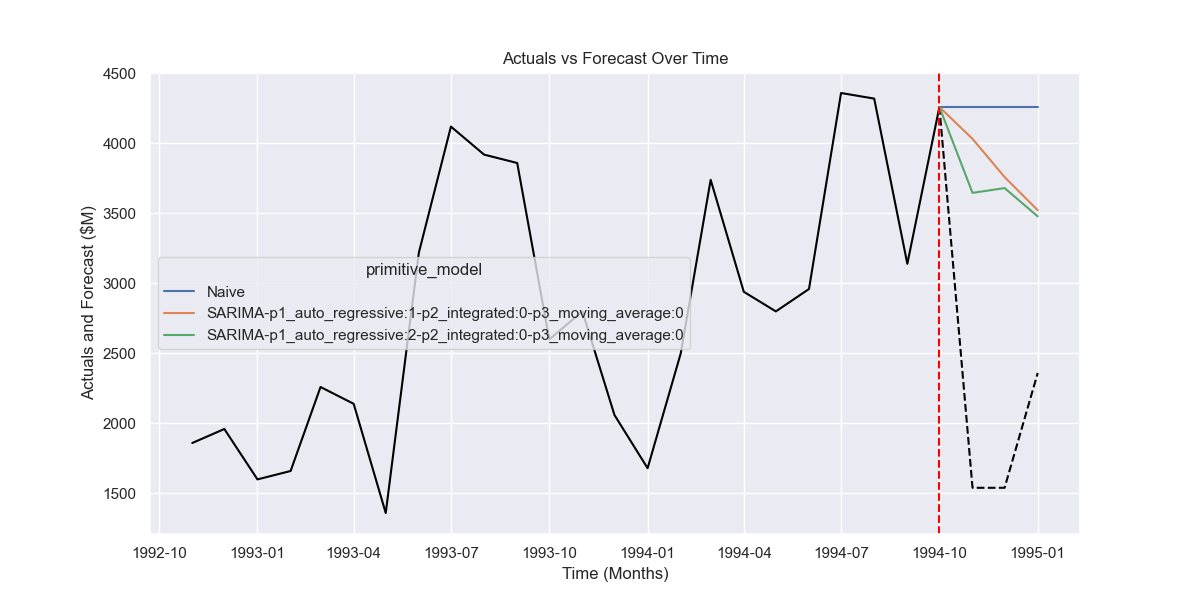 Actuals vs Forecast Over Time
4500
4000
3500
3000
2500
2000
1500
Actuals and Forecast ($M)
primitive_model
Naive
SARIMA-p1_auto_regressive:1-p2_integrated:0-p3_moving_average:0
SARIMA-p1_auto_regressive:2-p2_integrated:0-p3_moving_average:0
1992-10 1993-01 1993-04 1993-07 1993-10 1994-01 1994-04 1994-07 1994-10 1995-01
Time (Months)